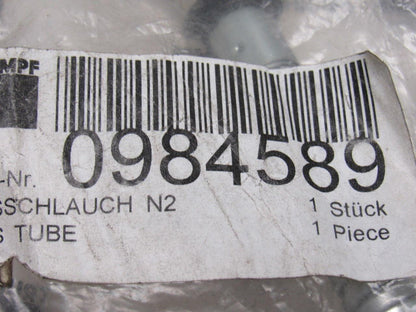 MPF
-Nr. 0984589
SSCHLAUCH N2 1 Stück
S TUBE 1 Piece